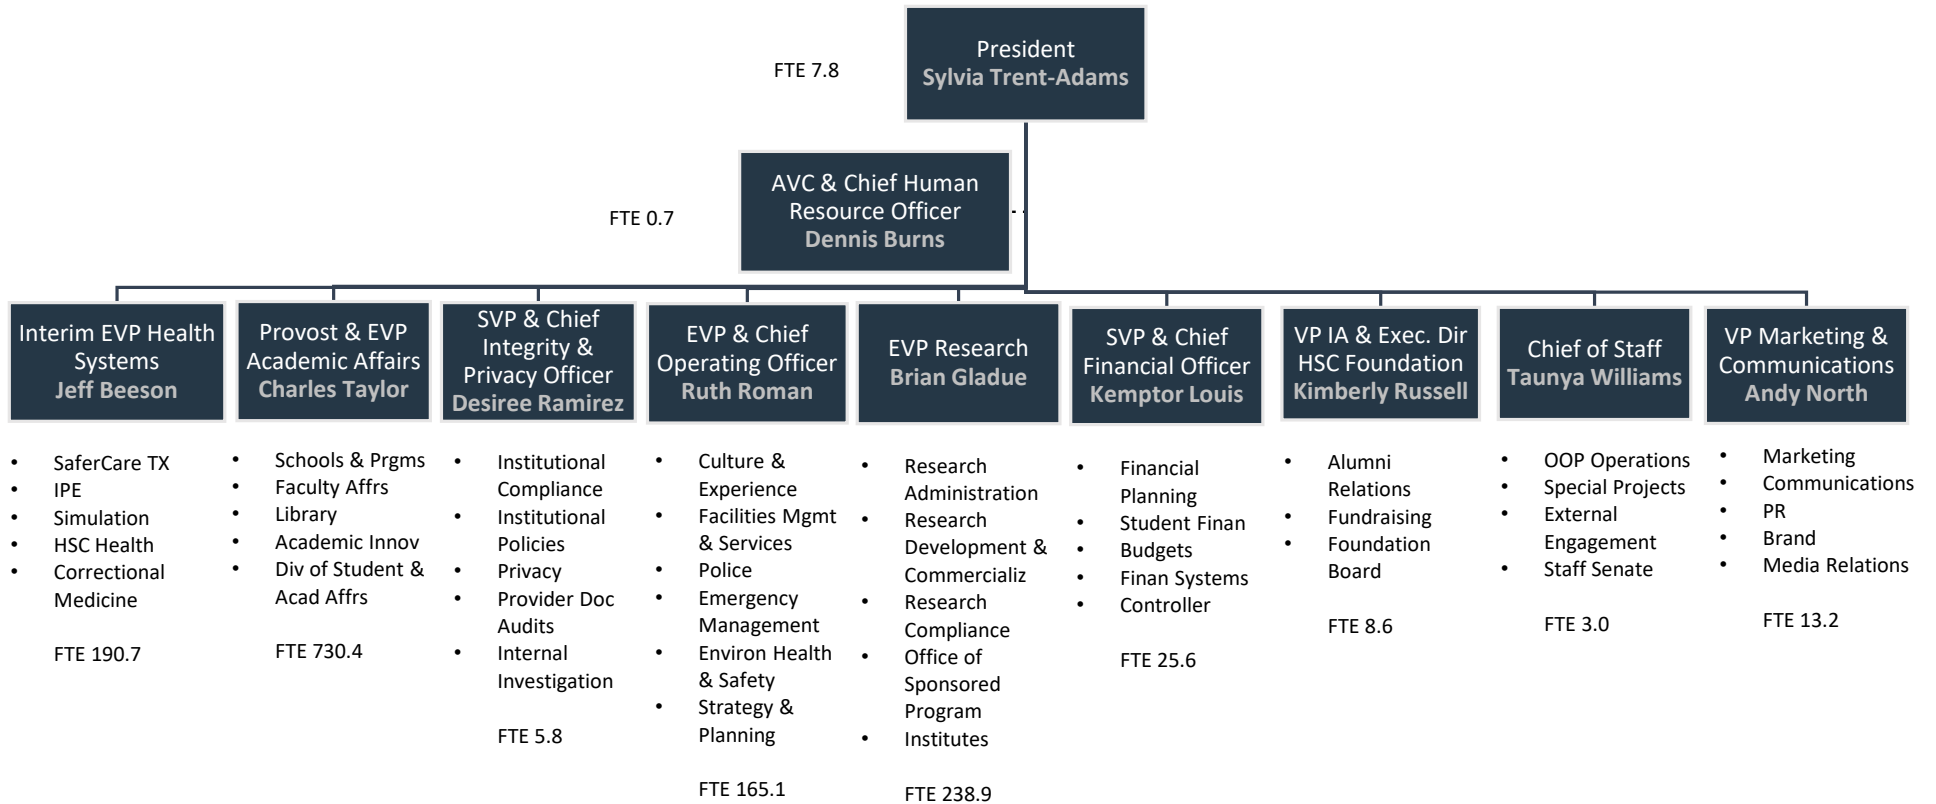 President
Sylvia Trent-Adams
FTE 7.8
AVC & Chief Human
Resource Officer
Dennis Burns
FTE 0.7
Interim EVP Health
Systems
Jeff Beeson
• SaferCare TX
• IPE
• Simulation
• HSC Health
• Correctional
Medicine
FTE 190.7
Provost & EVP
Academic Affairs
Charles Taylor
• Schools & Prgms
• Faculty Affrs
• Library
• Academic Innov
• Div of Student &
Acad Affrs
FTE 730.4
SVP & Chief
Integrity &
Privacy Officer
Desiree Ramirez
• Institutional
Compliance
• Institutional
Policies
• Privacy
• Provider Doc
Audits
• Internal
Investigation
FTE 5.8
EVP & Chief
Operating Officer
Ruth Roman
• Culture &
Experience
• Facilities Mgmt
& Services
• Police
• Emergency
Management
• Environ Health
& Safety
• Strategy &
Planning
FTE 165.1
EVP Research
Brian Gladue
• Research
Administration
• Research
Development &
Commercializ
• Research
Compliance
• Office of
Sponsored
Program
• Institutes
FTE 238.9
SVP & Chief
Financial Officer
Kemptor Louis
• Financial
Planning
• Student Finan
• Budgets
• Finan Systems
• Controller
FTE 25.6
VP IA & Exec. Dir
HSC Foundation
Kimberly Russell
• Alumni
Relations
• Fundraising
• Foundation
Board
FTE 8.6
Chief of Staff
Taunya Williams
• OOP Operations
• Special Projects
• External
Engagement
• Staff Senate
FTE 3.0
VP Marketing &
Communications
Andy North
• Marketing
• Communications
• PR
• Brand
• Media Relations
FTE 13.2